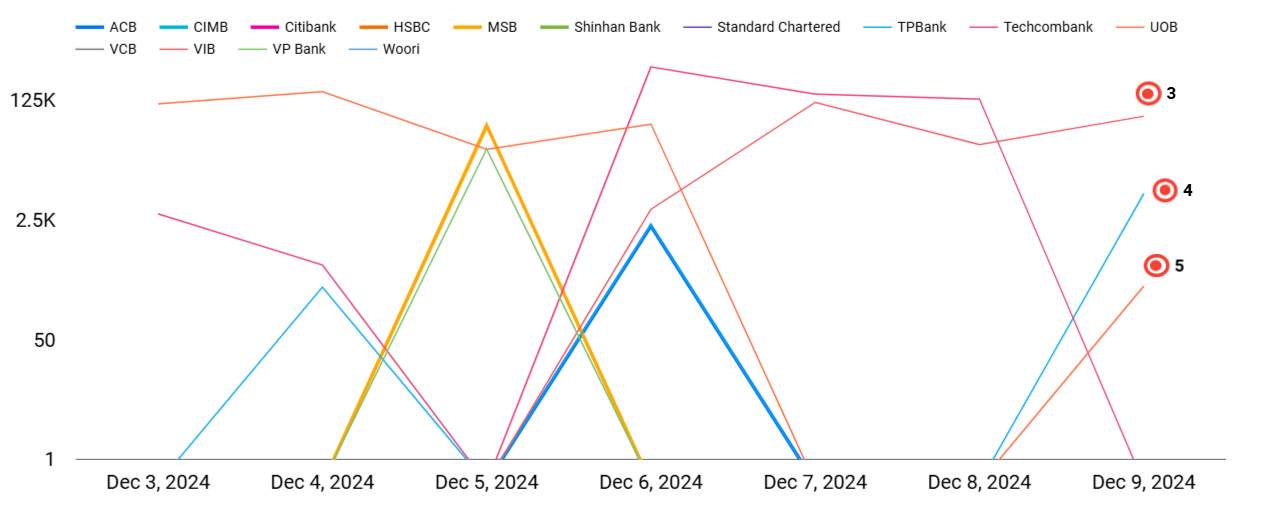 ACB CIMB Citibank HSBC MSB Shinhan Bank Standard Chartered TPBank Techcombank UOB
VCB VIB VP Bank Woori
125K
2.5K
50
1
3
4
5
Dec 3, 2024 Dec 4, 2024 Dec 5, 2024 Dec 6, 2024 Dec 7, 2024 Dec 8, 2024 Dec 9, 2024